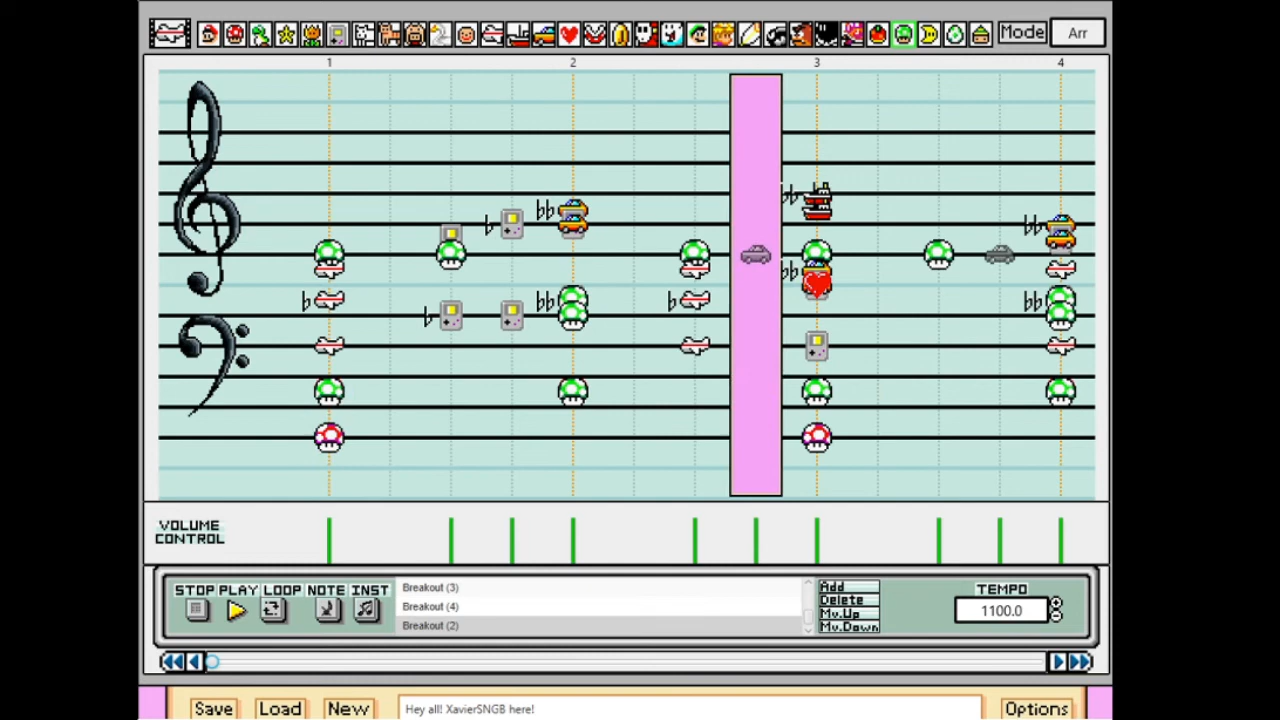 Mode Arr
1 2 3 4
VOLUME
CONTROL
STOP PLAY LOOP NOTE INST
Breakout (3)
Breakout (4)
Breakout (2)
Add
Delete
Mv.Up
Mv.Down
TEMPO
1100.0
Save Load New Hey all! XavierSNGB here! Options